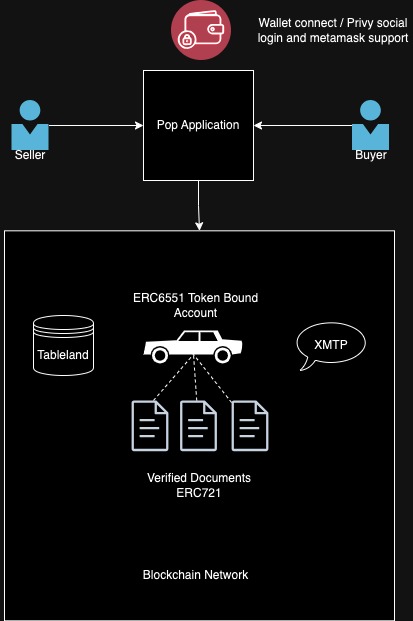 Wallet connect / Privy social
login and metamask support
Pop Application
Seller
Buyer
ERC6551 Token Bound
Account
Tableland
XMTP
Verified Documents
ERC721
Blockchain Network